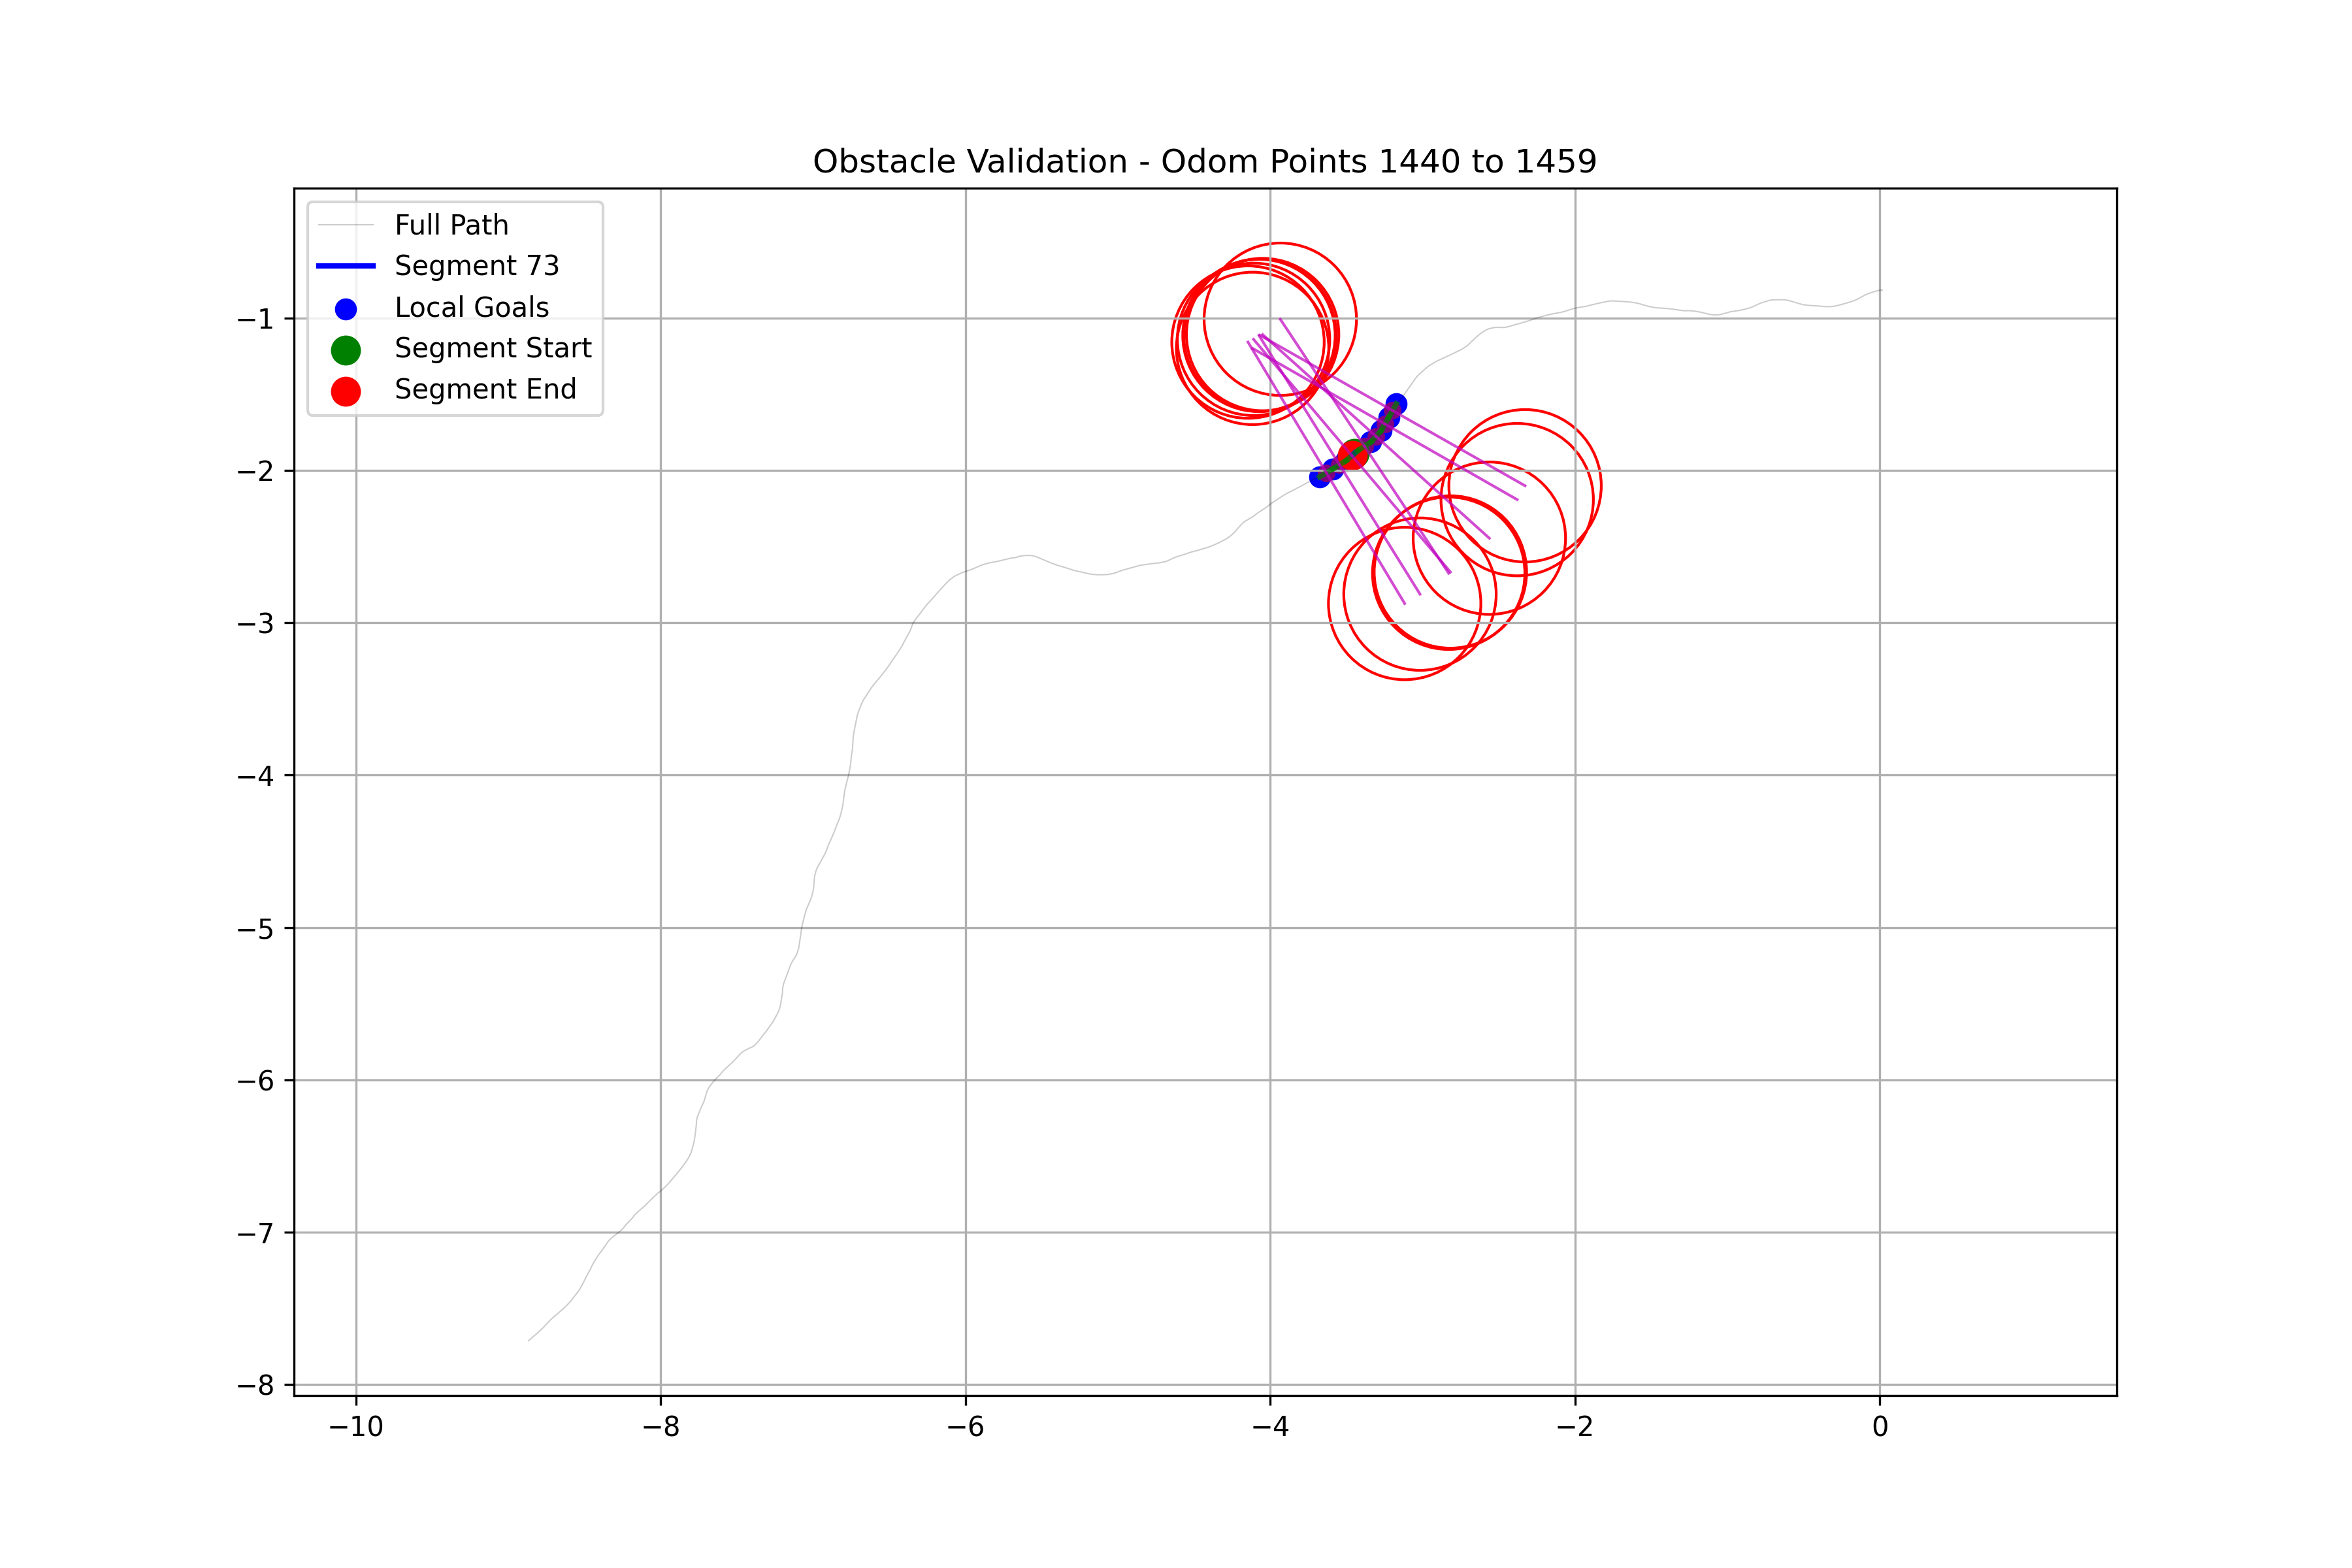 Obstacle Validation - Odom Points 1440 to 1459
Full Path
Segment 73
Local Goals
Segment Start
Segment End
−1
−2
−3
−4
−5
−6
−7
−8
−10
−8
−6
−4
−2
0